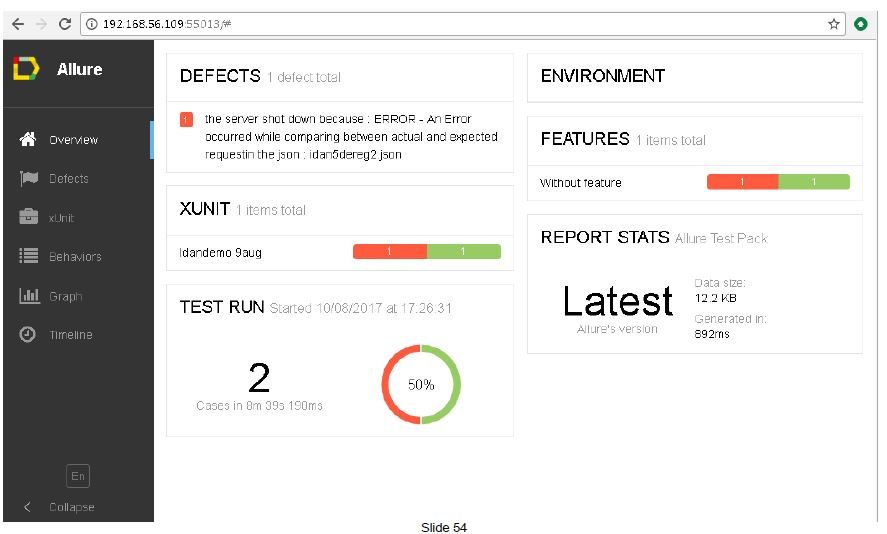 192.168.56.109:55013/#
Allure
Overview
Defects
xUnit
Behaviors
Graph
Timeline
En
Collapse
DEFECTS 1 defect total
1
the server shot down because : ERROR - An Error
occurred while comparing between actual and expected
requestin the json : idan5dereg2.json
XUNIT 1 items total
Idandemo 9aug
1 1
TEST RUN Started 10/08/2017 at 17:26:31
2
Cases in 8m 39s 190ms
50%
ENVIRONMENT
FEATURES 1 items total
Without feature
1 1
REPORT STATS Allure Test Pack
Latest
Allure's version
Data size:
12.2 KB
Generated in:
892ms
Slide 54